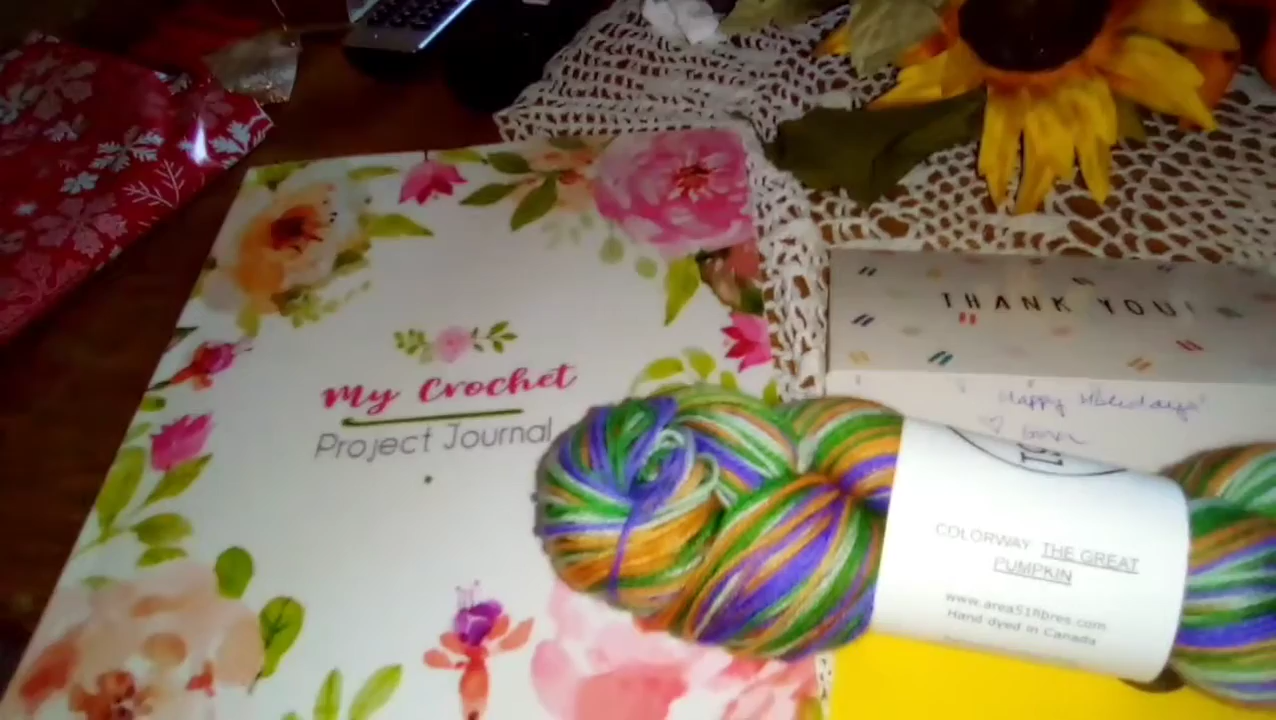 My Crochet
Project Journal
THANK YOU!
Happy Holidays
51
COLORWAY THE GREAT
PUMPKIN
www.area51fibres.com
Hand dyed in Canada